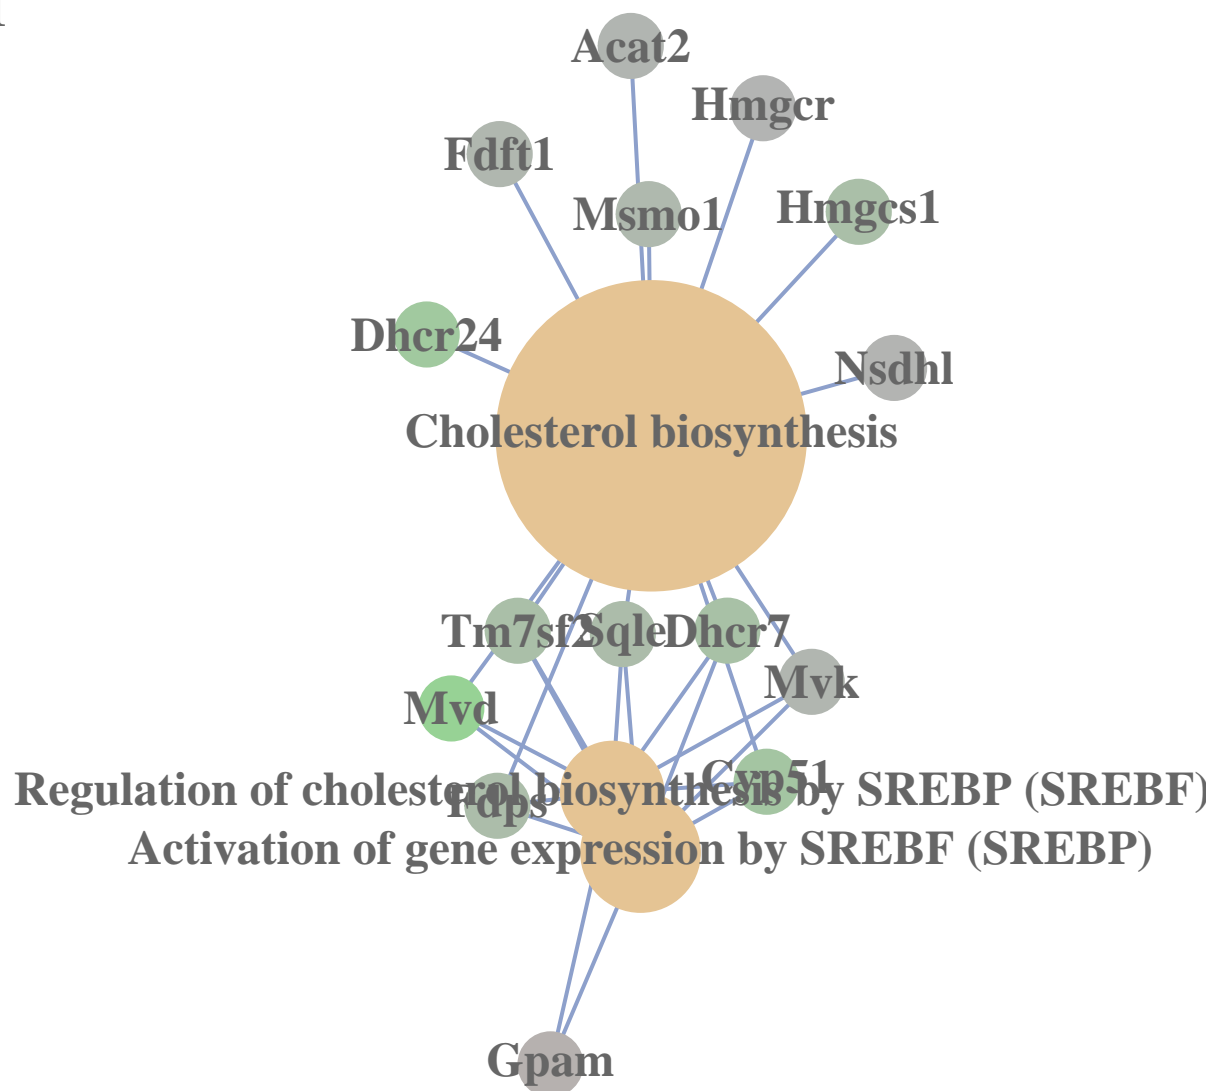 Acat2
Hmgcr
Fdft1
Msmo1
Hmgcs1
Dhcr24
Nsdhl
Cholesterol biosynthesis
Tm7sf2
Sqle
Dhcr7
Mvk
Mvd
Cyp51
Regulation of cholesterol biosynthesis by SREBP (SREBF)
Fdps
Activation of gene expression by SREBF (SREBP)
Gpam